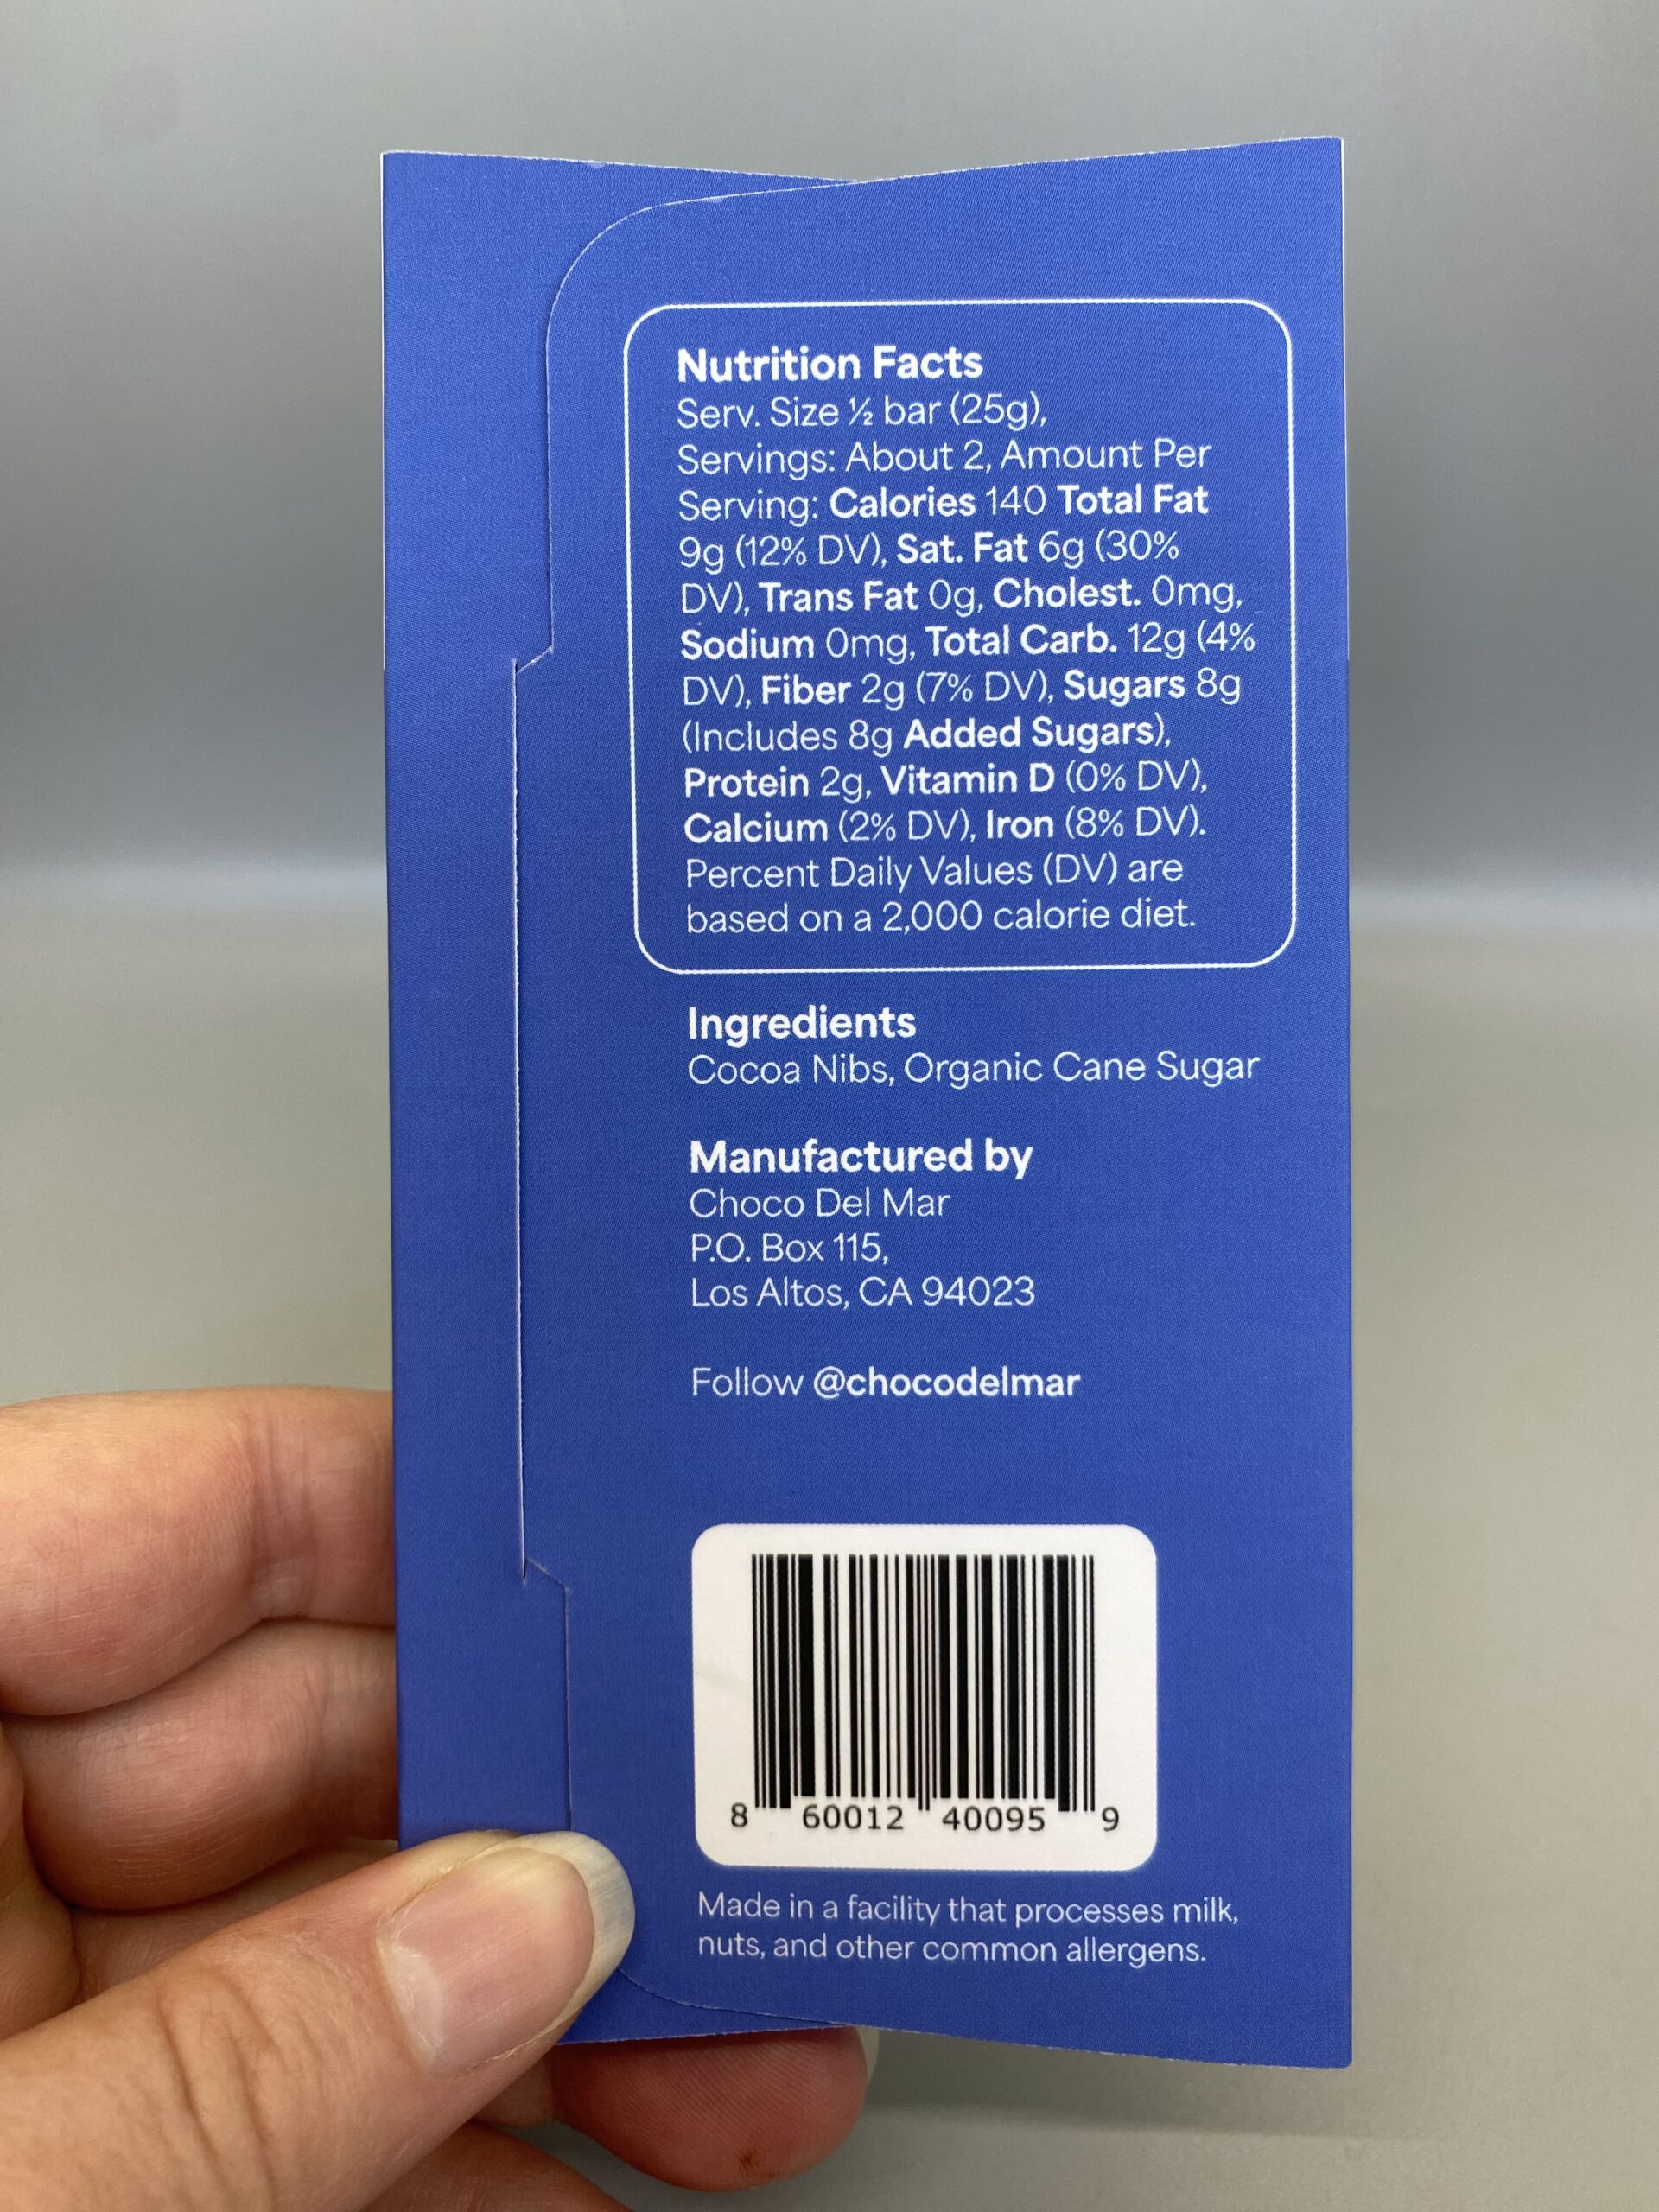 Nutrition Facts
Serv. Size ½ bar (25g),
Servings: About 2, Amount Per
Serving: Calories 140 Total Fat
9g (12% DV), Sat. Fat 6g (30%
DV), Trans Fat 0g, Cholest. 0mg,
Sodium 0mg, Total Carb. 12g (4%
DV), Fiber 2g (7% DV), Sugars 8g
(Includes 8g Added Sugars),
Protein 2g, Vitamin D (0% DV),
Calcium (2% DV), Iron (8% DV).
Percent Daily Values (DV) are
based on a 2,000 calorie diet.
Ingredients
Cocoa Nibs, Organic Cane Sugar
Manufactured by
Choco Del Mar
P.O. Box 115,
Los Altos, CA 94023
Follow @chocodelmar
8 60012 40095 9
Made in a facility that processes milk,
nuts, and other common allergens.